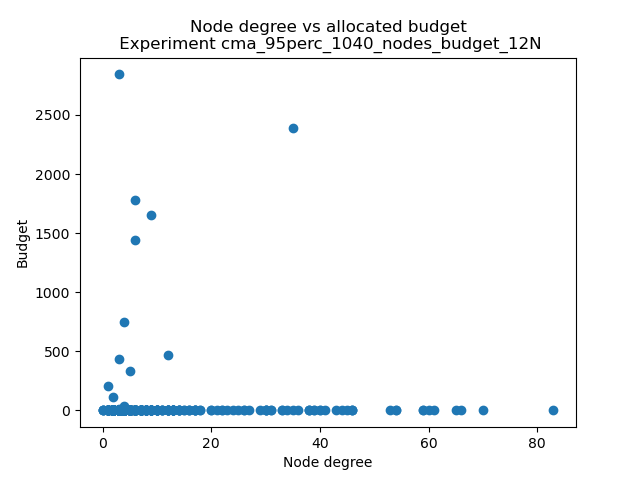 Node degree vs allocated budget
Experiment cma_95perc_1040_nodes_budget_12N
2500
2000
1500
1000
500
0
Budget
0 20 40 60 80
Node degree